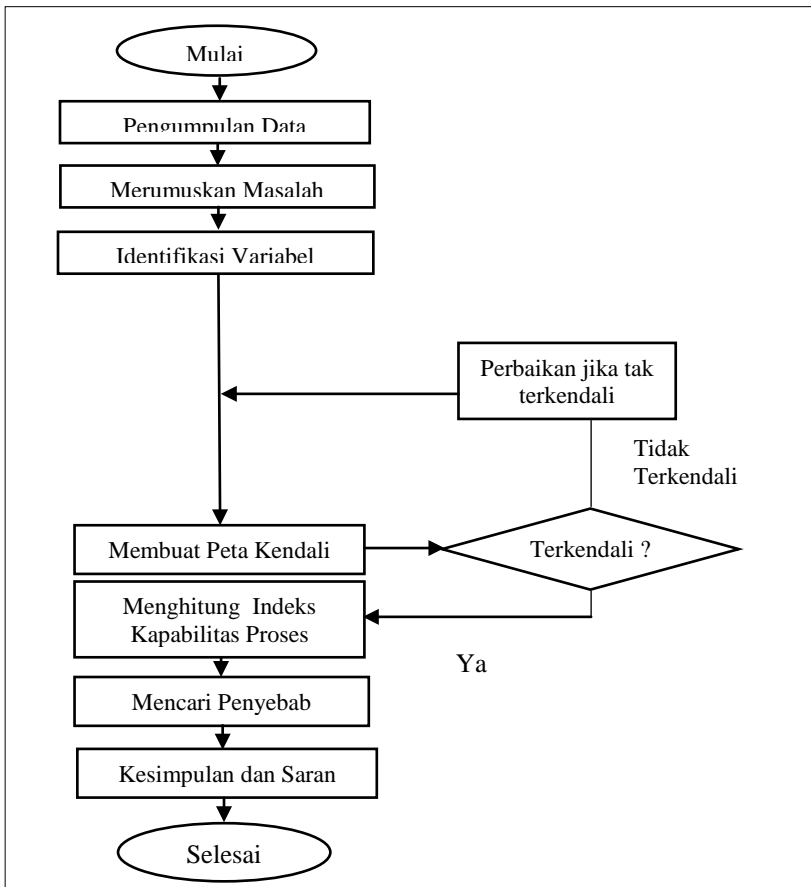 Mulai
Pengumpulan Data
Merumuskan Masalah
Identifikasi Variabel
Perbaikan jika tak
terkendali
Tidak
Terkendali
Membuat Peta Kendali
Terkendali ?
Menghitung Indeks
Kapabilitas Proses
Ya
Mencari Penyebab
Kesimpulan dan Saran
Selesai